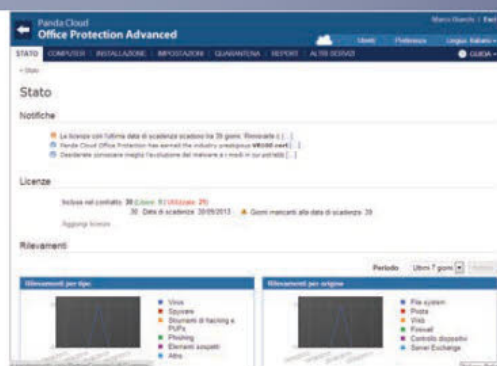 Panda Cloud
Office Protection Advanced
Marco Bianchi | Esci
Utenti Preferenze Lingua: Italiano
STATO COMPUTER INSTALLAZIONE IMPOSTAZIONI QUARANTENA REPORT ALTRI SERVIZI GUIDA
» Stato
Stato
Notifiche
Le licenze con l'ultima data di scadenza scadono tra 39 giorni. Rinnovarle [...]
Panda Cloud Office Protection has earned the industry prestigious VB100 cert [...]
Desiderate conoscere meglio l'evoluzione del malware e i modi in cui [...]
Licenze
Incluse nel contratto: 30 (Libere: Utilizzate:
30 Data di scadenza: 30/09/2013 Giorni mancanti alla data di scadenza: 39
Aggiungi licenze
Rilevamenti
Periodo Ultimi 7 giorni
Rilevamenti per tipo Rilevamenti per origine
Virus
Spyware
Strumenti di hacking e
PUPs
Phishing
Elementi sospetti
Altro
File system
Posta
Web
Firewall
Controllo dispositivi
Server Exchange